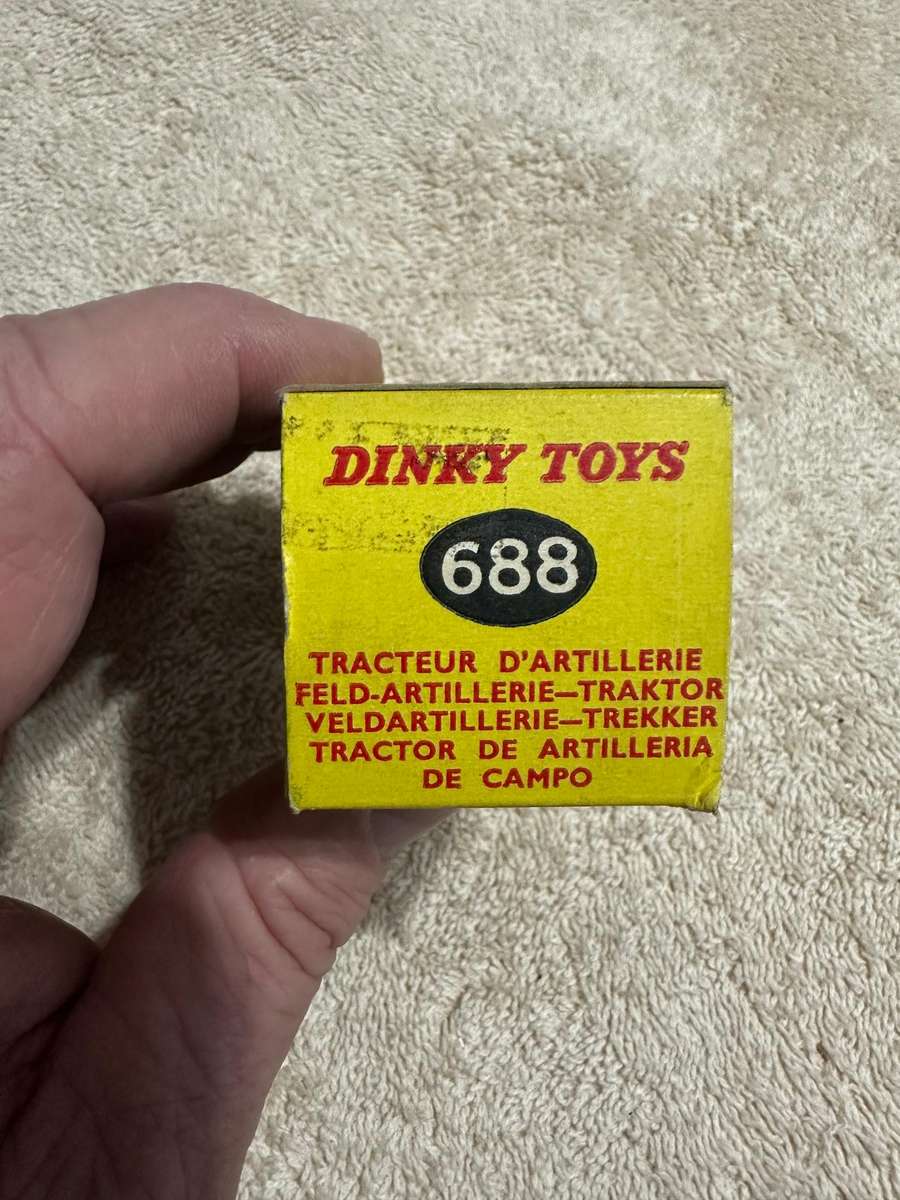 DINKY TOYS
688
TRACTEUR D'ARTILLERIE
FELD-ARTILLERIE—TRAKTOR
VELDARTILLERIE—TREKKER
TRACTOR DE ARTILLERIA
DE CAMPO